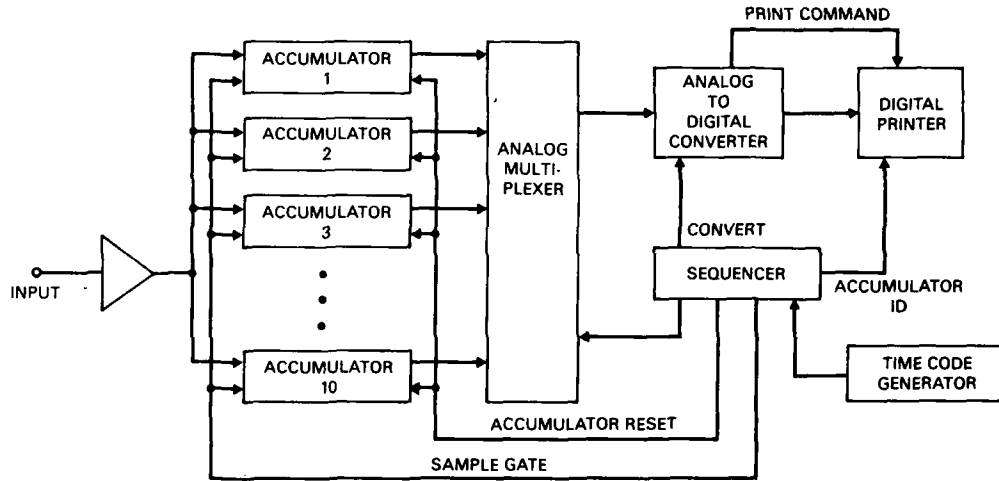 PRINT COMMAND
ACCUMULATOR
1
ACCUMULATOR
2
ACCUMULATOR
3
ACCUMULATOR
10
ANALOG
MULTI-
PLEXER
ANALOG
TO
DIGITAL
CONVERTER
DIGITAL
PRINTER
CONVERT
SEQUENCER
ACCUMULATOR
ID
INPUT
TIME CODE
GENERATOR
ACCUMULATOR RESET
SAMPLE GATE